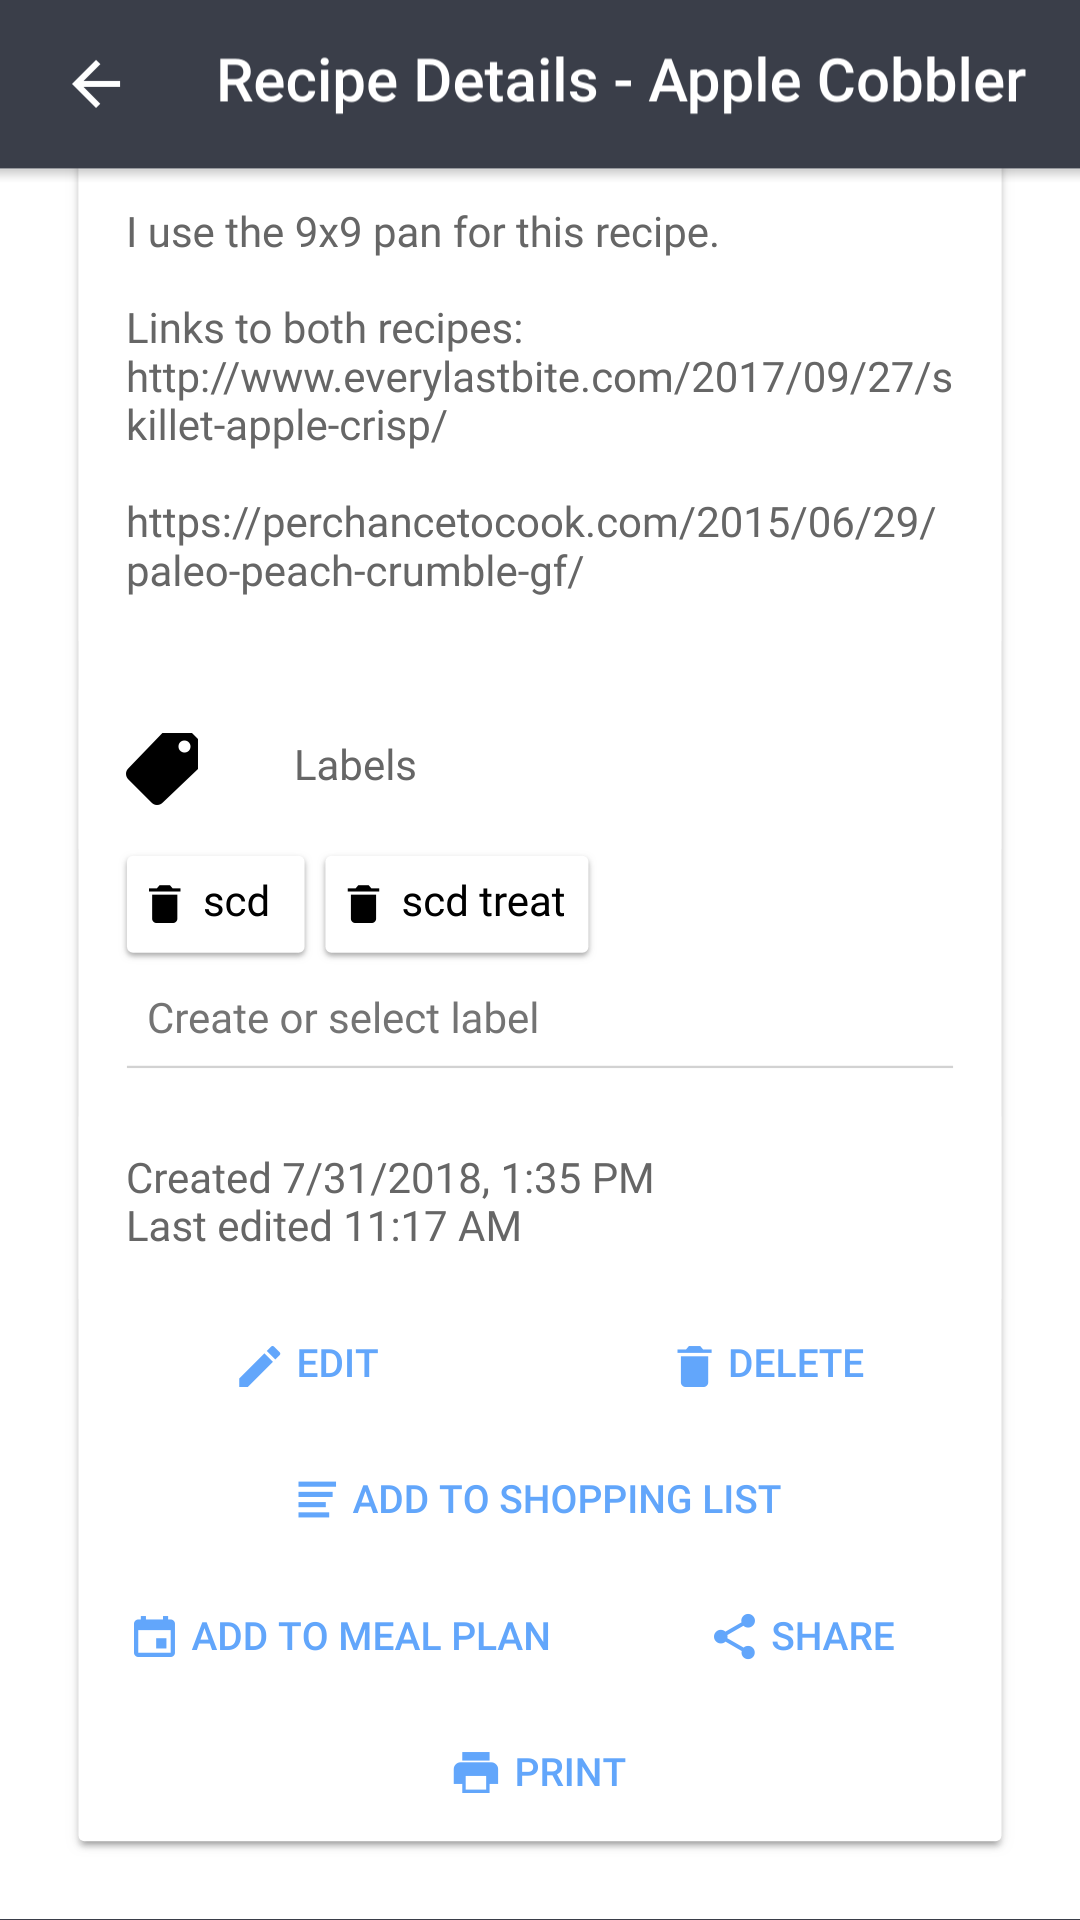 Recipe Details - Apple Cobbler
I use the 9x9 pan for this recipe.
Links to both recipes:
http://www.everylastbite.com/2017/09/27/s
killet-apple-crisp/
https://perchancetocook.com/2015/06/29/
paleo-peach-crumble-gf/
Labels
scd
scd treat
Create or select label
Created 7/31/2018, 1:35 PM
Last edited 11:17 AM
EDIT
DELETE
ADD TO SHOPPING LIST
ADD TO MEAL PLAN
SHARE
PRINT